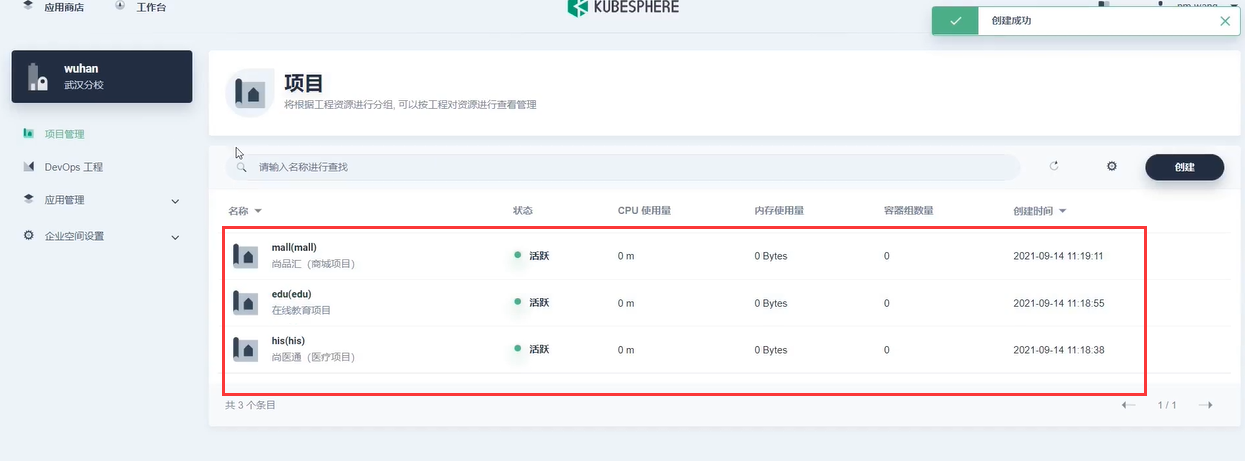 应用商店 工作台 KUBESPHERE pm-wang
创建成功
wuhan
武汉分校
项目
将根据工程资源进行分组, 可以按工程对资源进行查看管理
项目管理
DevOps 工程
应用管理
企业空间设置
请输入名称进行查找 创建
名称 状态 CPU 使用量 内存使用量 容器组数量 创建时间
mall(mall)
尚品汇（商城项目） 活跃 0 m 0 Bytes 0 2021-09-14 11:19:11
edu(edu)
在线教育项目 活跃 0 m 0 Bytes 0 2021-09-14 11:18:55
his(his)
尚医通（医疗项目） 活跃 0 m 0 Bytes 0 2021-09-14 11:18:38
共 3 个条目 1 / 1